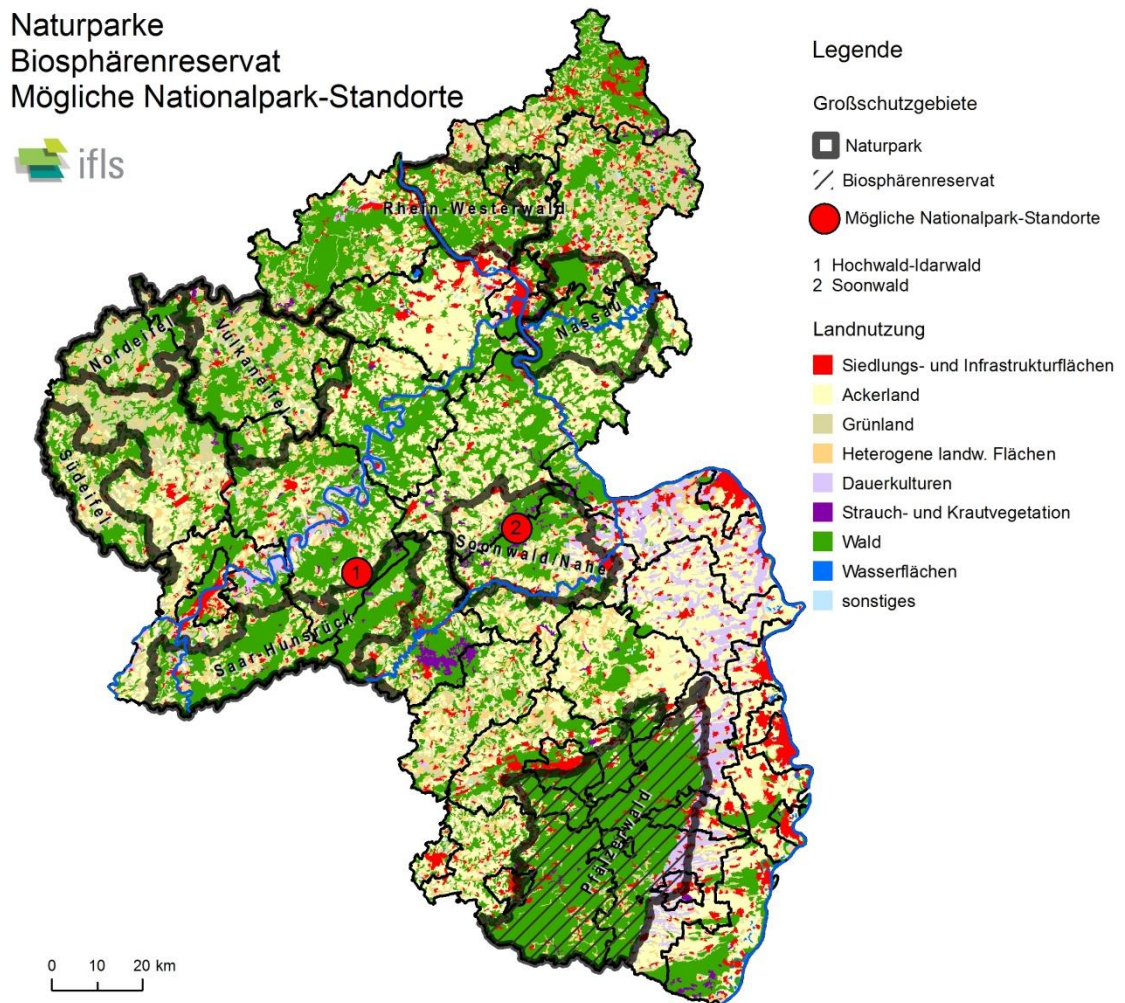 Naturparke
Biosphärenreservat
Mögliche Nationalpark-Standorte
ifls
Legende
Großschutzgebiete
Naturpark
Biosphärenreservat
Mögliche Nationalpark-Standorte
1 Hochwald-Idarwald
2 Soonwald
Landnutzung
Siedlungs- und Infrastrukturflächen
Ackerland
Grünland
Heterogene landw. Flächen
Dauerkulturen
Strauch- und Krautvegetation
Wald
Wasserflächen
sonstiges
Rhein-Westerwald
Nassau
Nordeifel
Vulkaneifel
Südeifel
2
Soonwald/Nahe
1
Saar-Hunsrück
Pfälzerwald
0 10 20 km